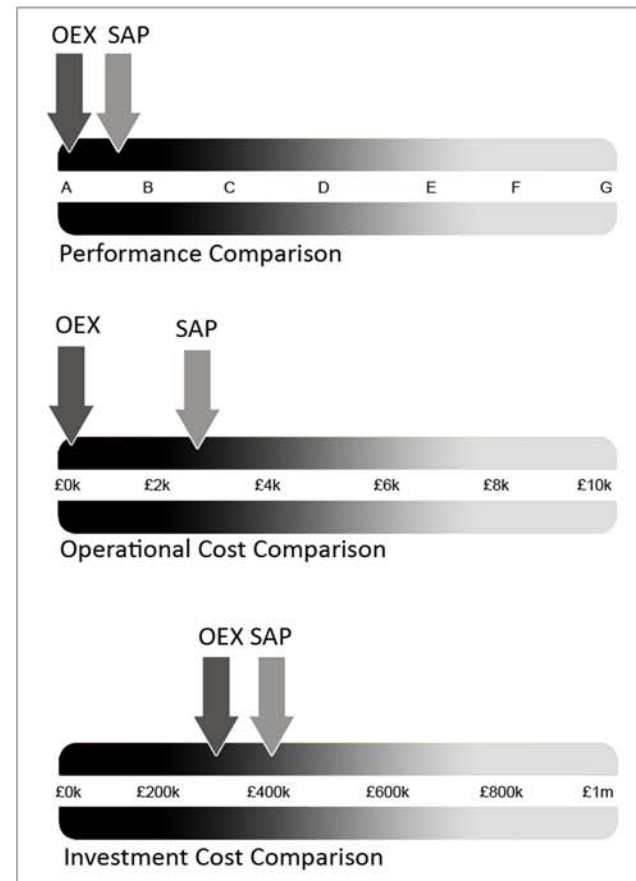 OEX SAP
A B C D E F G
Performance Comparison
OEX SAP
£0k £2k £4k £6k £8k £10k
Operational Cost Comparison
OEX SAP
£0k £200k £400k £600k £800k £1m
Investment Cost Comparison